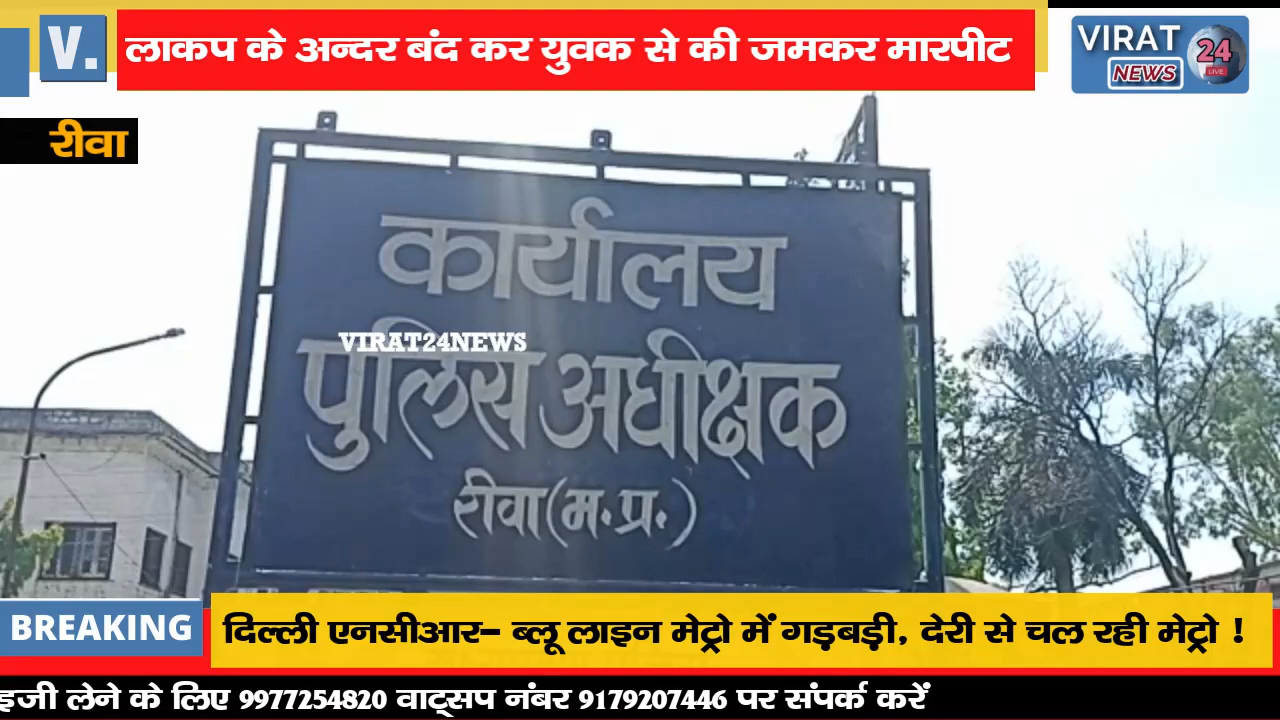 V.
लाकप के अन्दर बंद कर युवक से की जमकर मारपीट
VIRAT
24
NEWS
LIVE
रीवा
कार्यालय
VIRAT24NEWS
पुलिस अधीक्षक
रीवा (म.प्र.)
BREAKING
दिल्ली एनसीआर– ब्लू लाइन मेट्रो में गड़बड़ी, देरी से चल रही मेट्रो !
इजी लेने के लिए 9977254820 वाट्सप नंबर 9179207446 पर संपर्क करें